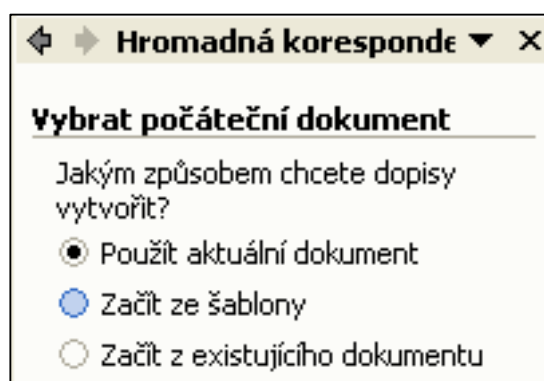 Hromadná koresponde
Vybrat počáteční dokument
Jakým způsobem chcete dopisy
vytvořit?
Použít aktuální dokument
Začít ze šablony
Začít z existujícího dokumentu